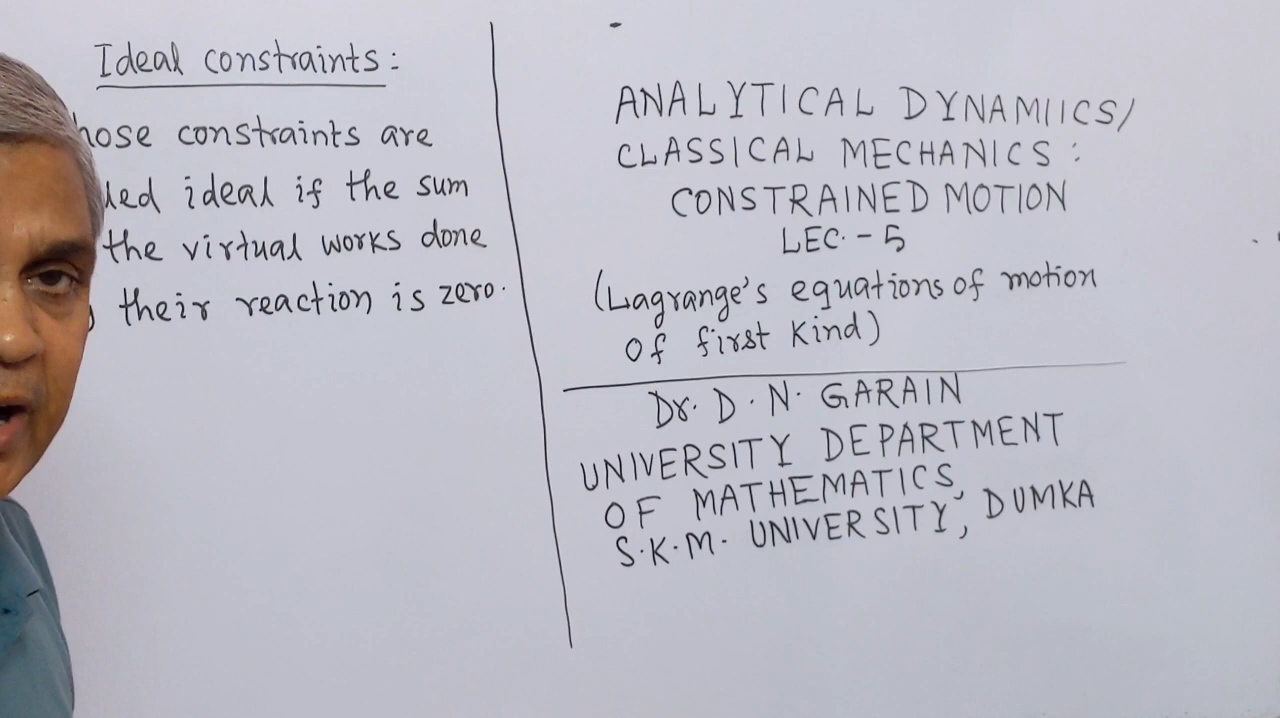 Ideal constraints :
hose constraints are
led ideal if the sum
the virtual works done
their reaction is zero.
ANALYTICAL DYNAMIICS/
CLASSICAL MECHANICS :
CONSTRAINED MOTION
LEC. - 5
(Lagrange's equations of motion
of first kind)
Dr. D. N. GARAIN
UNIVERSITY DEPARTMENT
OF MATHEMATICS,
S.K.M. UNIVERSITY, DUMKA